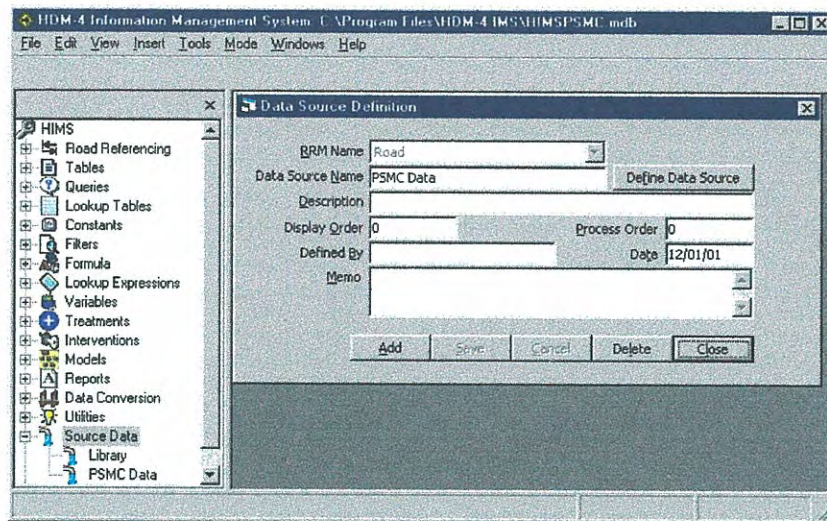 HDM-4 Information Management System C:\Program Files\HDM-4 IMS\HIMSPSMC.mdb
File Edit View Insert Tools Mode Windows Help
HIMS
Road Referencing
Tables
Queries
Lookup Tables
Constants
Filters
Formula
Lookup Expressions
Variables
Treatments
Interventions
Models
Reports
Data Conversion
Utilities
Source Data
Library
PSMC Data
Data Source Definition
RRM Name Road
Data Source Name PSMC Data Define Data Source
Description
Display Order 0 Process Order 0
Defined By Date 12/01/01
Memo
Add Save Cancel Delete Close